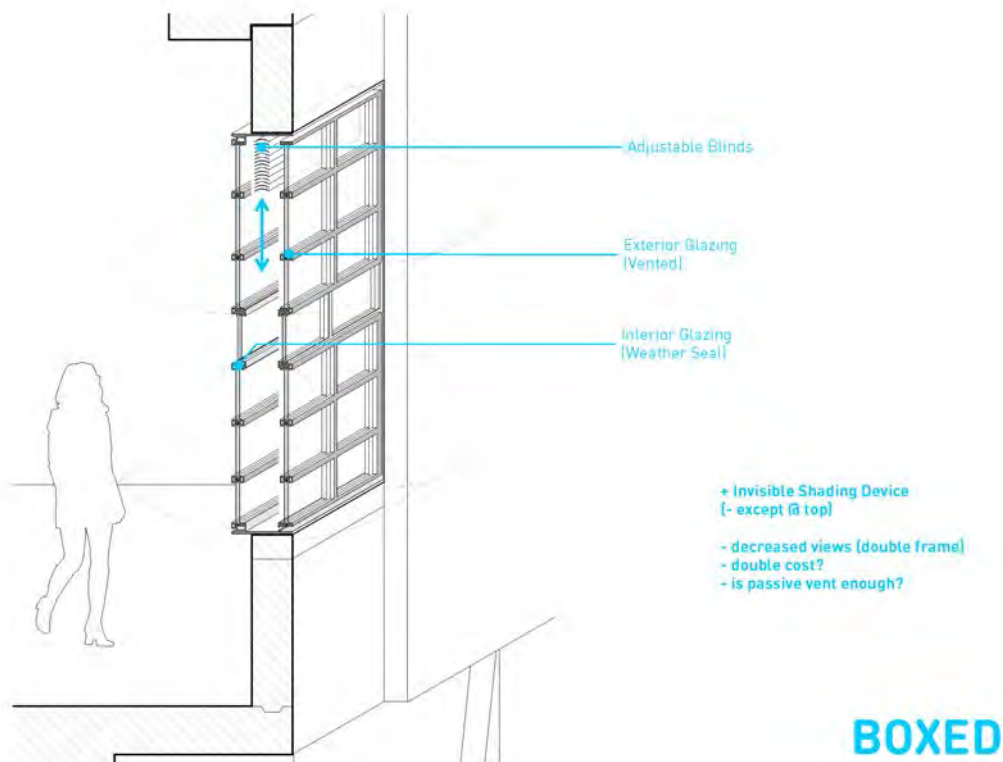 Adjustable Blinds
Exterior Glazing
(Vented)
Interior Glazing
(Weather Seal)
+ Invisible Shading Device
(- except @ top)
- decreased views (double frame)
- double cost?
- is passive vent enough?
BOXED